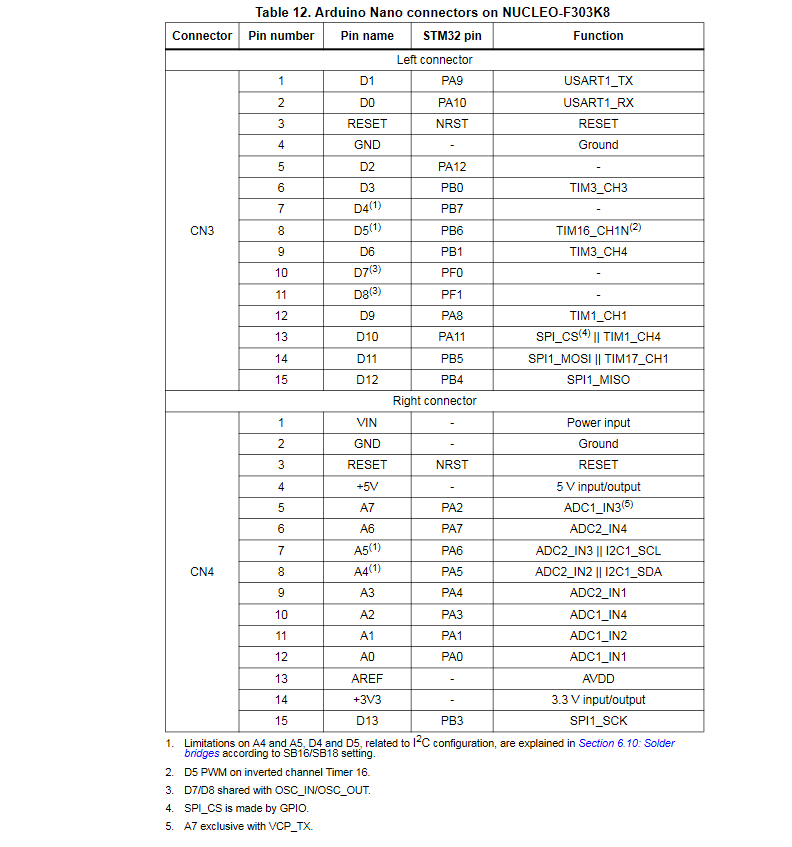 Table 12. Arduino Nano connectors on NUCLEO-F303K8
Connector Pin number Pin name STM32 pin Function
Left connector
CN3
1 D1 PA9 USART1_TX
2 D0 PA10 USART1_RX
3 RESET NRST RESET
4 GND - Ground
5 D2 PA12 -
6 D3 PB0 TIM3_CH3
7 D4(1) PB7 -
8 D5(1) PB6 TIM16_CH1N(2)
9 D6 PB1 TIM3_CH4
10 D7(3) PF0 -
11 D8(3) PF1 -
12 D9 PA8 TIM1_CH1
13 D10 PA11 SPI_CS(4) || TIM1_CH4
14 D11 PB5 SPI1_MOSI || TIM17_CH1
15 D12 PB4 SPI1_MISO
Right connector
CN4
1 VIN - Power input
2 GND - Ground
3 RESET NRST RESET
4 +5V - 5 V input/output
5 A7 PA2 ADC1_IN3(5)
6 A6 PA7 ADC2_IN4
7 A5(1) PA6 ADC2_IN3 || I2C1_SCL
8 A4(1) PA5 ADC2_IN2 || I2C1_SDA
9 A3 PA4 ADC2_IN1
10 A2 PA3 ADC1_IN4
11 A1 PA1 ADC1_IN2
12 A0 PA0 ADC1_IN1
13 AREF - AVDD
14 +3V3 - 3.3 V input/output
15 D13 PB3 SPI1_SCK
1. Limitations on A4 and A5, D4 and D5, related to I2C configuration, are explained in Section 6.10: Solder
bridges according to SB16/SB18 setting.
2. D5 PWM on inverted channel Timer 16.
3. D7/D8 shared with OSC_IN/OSC_OUT.
4. SPI_CS is made by GPIO.
5. A7 exclusive with VCP_TX.